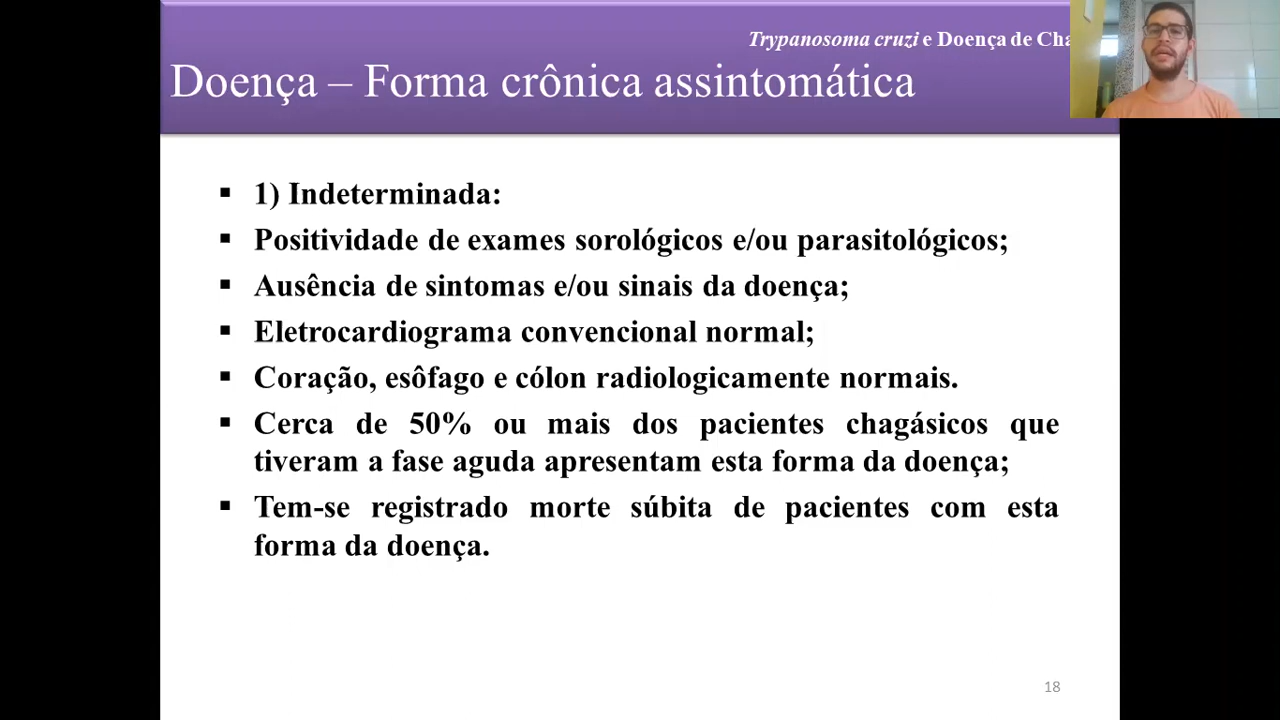 Trypanosoma cruzi e Doença de
Doença – Forma crônica assintomática
▪ 1) Indeterminada:
▪ Positividade de exames sorológicos e/ou parasitológicos;
▪ Ausência de sintomas e/ou sinais da doença;
▪ Eletrocardiograma convencional normal;
▪ Coração, esôfago e cólon radiologicamente normais.
▪ Cerca de 50% ou mais dos pacientes chagásicos que
tiveram a fase aguda apresentam esta forma da doença;
▪ Tem-se registrado morte súbita de pacientes com esta
forma da doença.
18